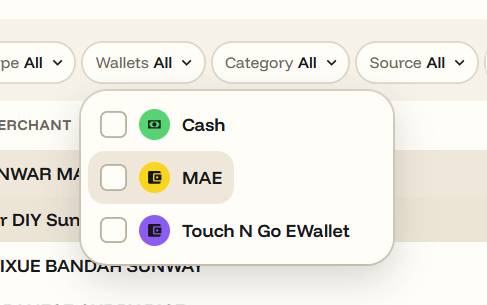 pe All Wallets All Category All Source All
ERCHANT
Cash
NWAR MA
MAE
r DIY Sun
Touch N Go EWallet
IXUE BANDAR SUNWAY